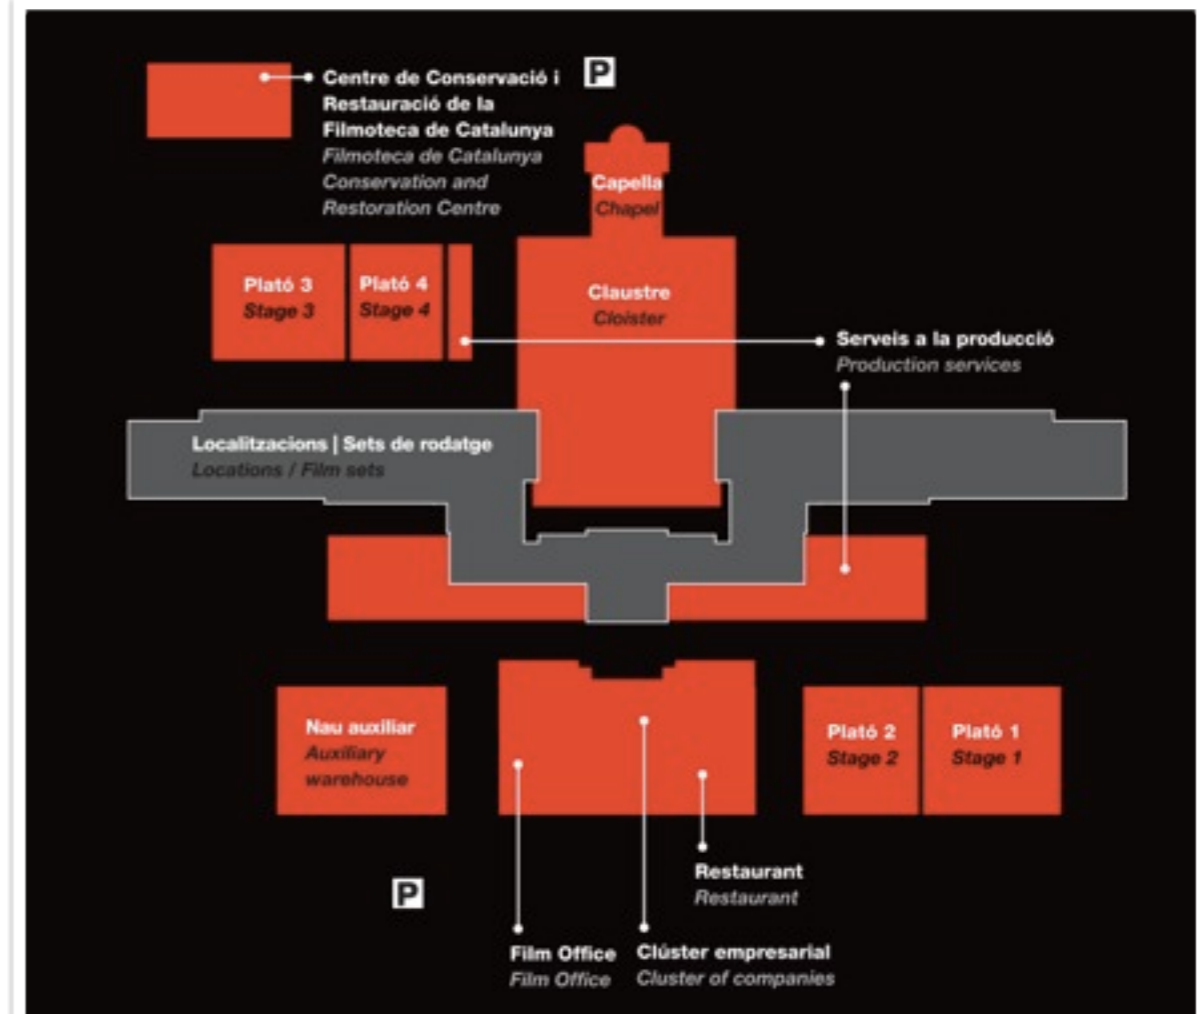 Centre de Conservació i
Restauració de la
Filmoteca de Catalunya
Filmoteca de Catalunya
Conservation and
Restoration Centre
P
Capella
Chapel
Plató 3
Stage 3
Plató 4
Stage 4
Claustre
Cloister
Serveis a la producció
Production services
Localitzacions | Sets de rodatge
Locations / Film sets
Nau auxiliar
Auxiliary
warehouse
Plató 2
Stage 2
Plató 1
Stage 1
Restaurant
Restaurant
P
Film Office
Film Office
Clúster empresarial
Cluster of companies